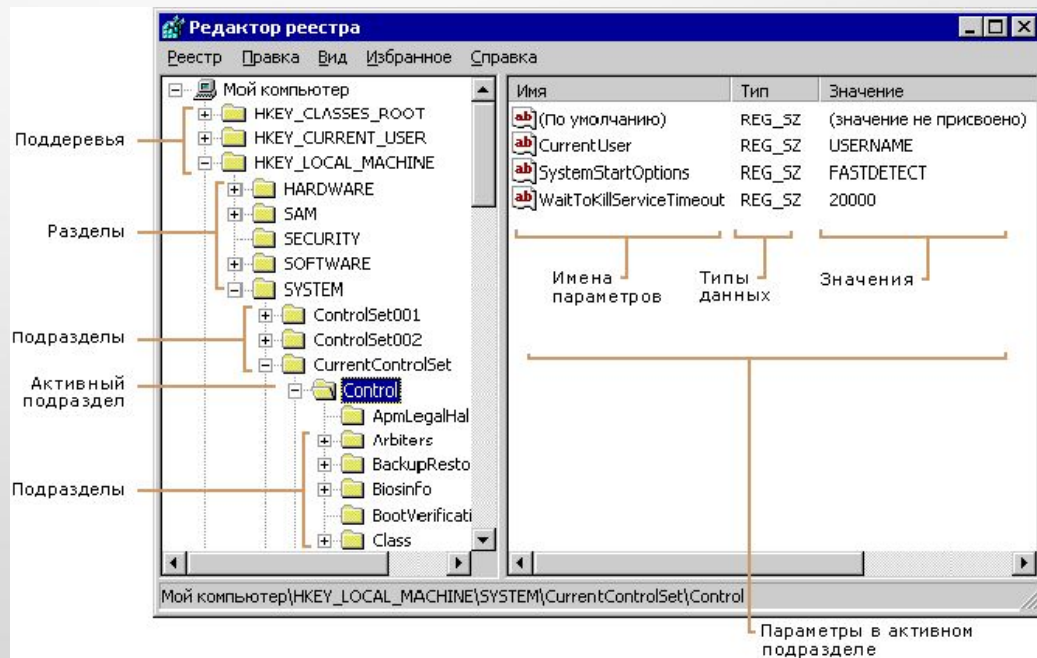 Редактор реестра
Реестр Правка Вид Избранное Справка
Мой компьютер
HKEY_CLASSES_ROOT
HKEY_CURRENT_USER
HKEY_LOCAL_MACHINE
HARDWARE
SAM
SECURITY
SOFTWARE
SYSTEM
ControlSet001
ControlSet002
CurrentControlSet
Control
ApmLegalHal
Arbiters
BackupResto
Biosinfo
BootVerificati
Class
Поддеревья
Разделы
Подразделы
Активный
подраздел
Подразделы
Имя Тип Значение
(По умолчанию) REG_SZ (значение не присвоено)
CurrentUser REG_SZ USERNAME
SystemStartOptions REG_SZ FASTDETECT
WaitToKillServiceTimeout REG_SZ 20000
Имена
параметров
Типы
данных
Значения
Мой компьютер\HKEY_LOCAL_MACHINE\SYSTEM\CurrentControlSet\Control
Параметры в активном
подразделе